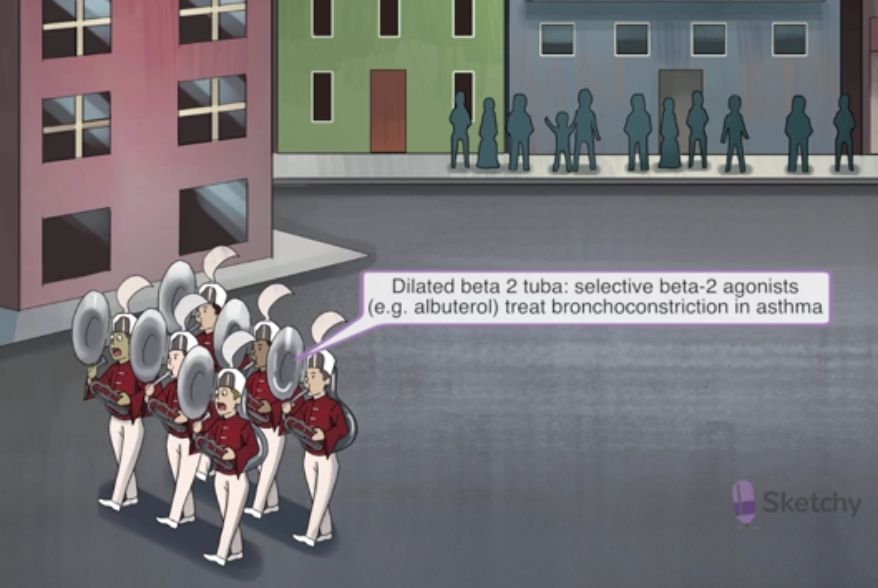 Dilated beta 2 tuba: selective beta-2 agonists
(e.g. albuterol) treat bronchoconstriction in asthma
Sketchy